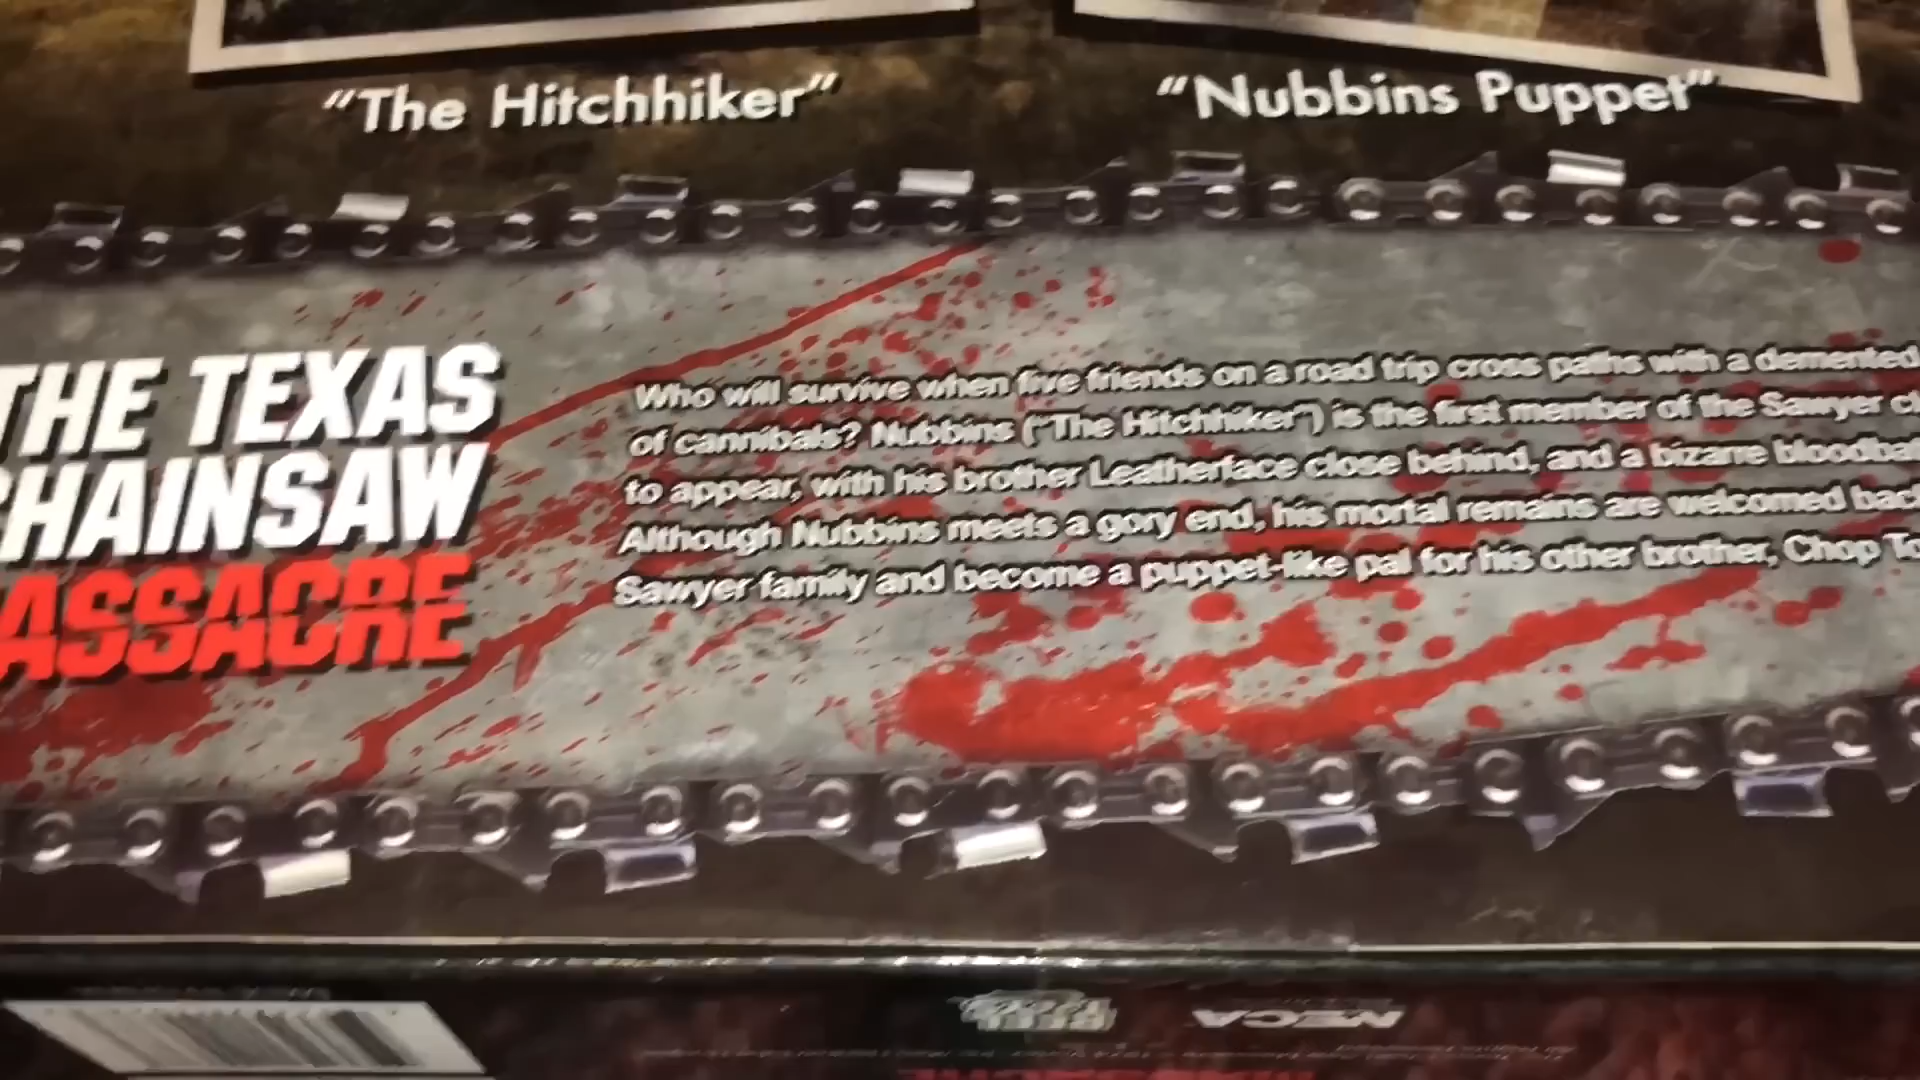 "The Hitchhiker"
"Nubbins Puppet"
THE TEXAS
CHAINSAW
MASSACRE
Who will survive when five friends on a road trip cross paths with a demented
of cannibals? Nubbins ("The Hitchhiker") is the first member of the Sawyer
to appear, with his brother Leatherface close behind, and a bizarre
Although Nubbins meets a gory end, his mortal remains are welcomed
Sawyer family and become a puppet-like pal for his other brother, Chop
NECA